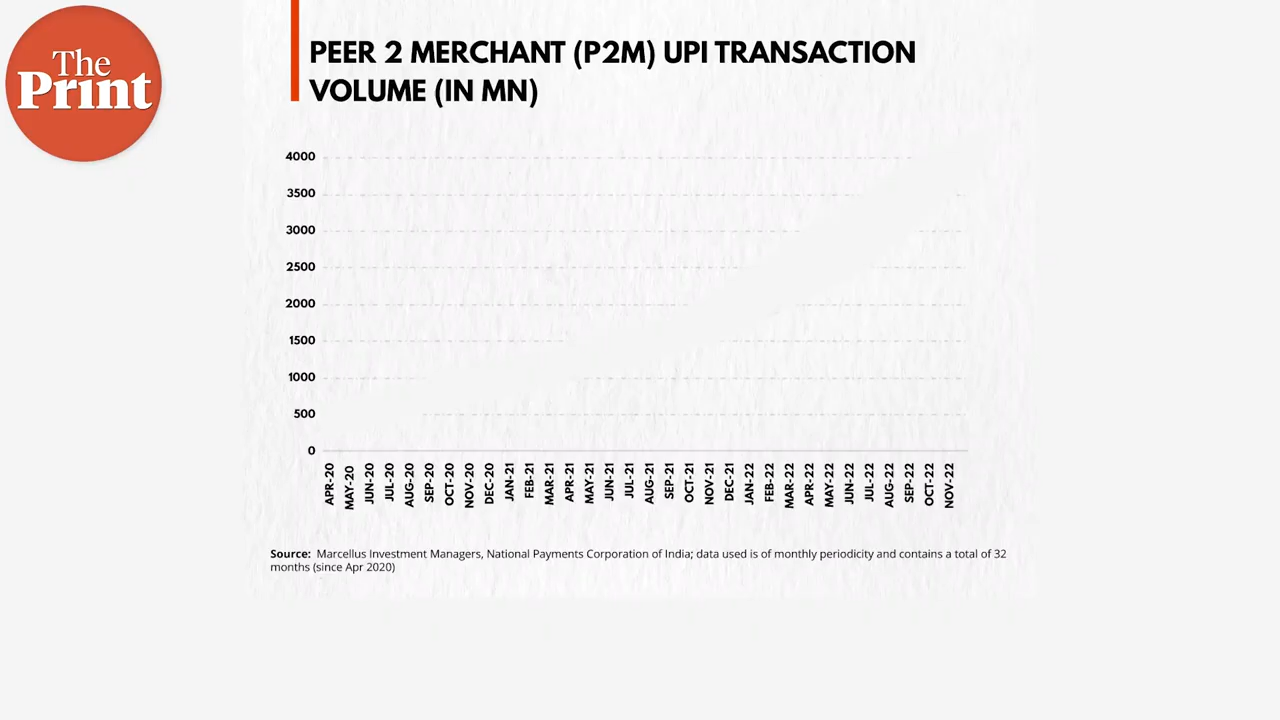 The
Print
PEER 2 MERCHANT (P2M) UPI TRANSACTION
VOLUME (IN MN)
4000
3500
3000
2500
2000
1500
1000
500
0
APR-20
MAY-20
JUN-20
JUL-20
AUG-20
SEP-20
OCT-20
NOV-20
DEC-20
JAN-21
FEB-21
MAR-21
APR-21
MAY-21
JUN-21
JUL-21
AUG-21
SEP-21
OCT-21
NOV-21
DEC-21
JAN-22
FEB-22
MAR-22
APR-22
MAY-22
JUN-22
JUL-22
AUG-22
SEP-22
OCT-22
NOV-22
Source: Marcellus Investment Managers, National Payments Corporation of India; data used is of monthly periodicity and contains a total of 32
months (since Apr 2020)